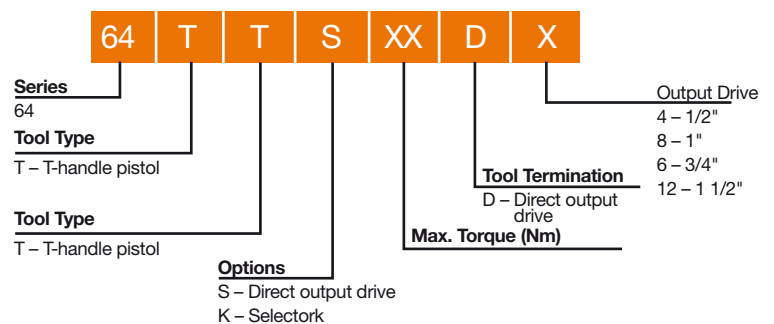 64 T T S XX D X
Series
64
Tool Type
T – T-handle pistol
Tool Type
T – T-handle pistol
Options
S – Direct output drive
K – Selectork
Max. Torque (Nm)
Tool Termination
D – Direct output
drive
Output Drive
4 – 1/2"
8 – 1"
6 – 3/4"
12 – 1 1/2"